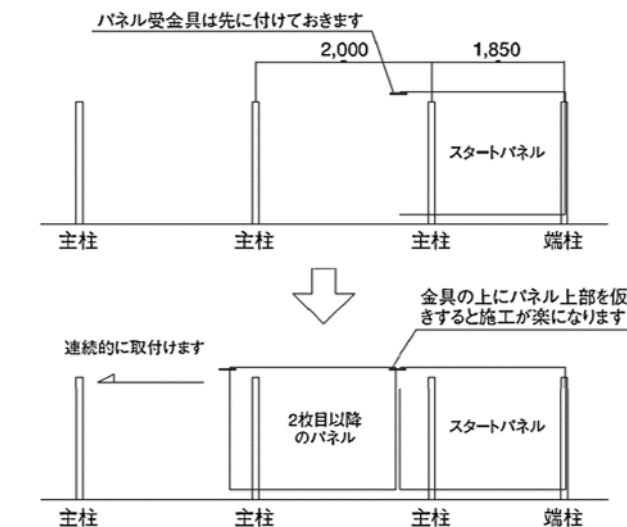 パネル受金具は先に付けておきます
2,000
1,850
スタートパネル
主柱
主柱
主柱
端柱
金具の上にパネル上部を仮
きすると施工が楽になります
連続的に取付けます
2枚目以降
のパネル
スタートパネル
主柱
主柱
主柱
端柱